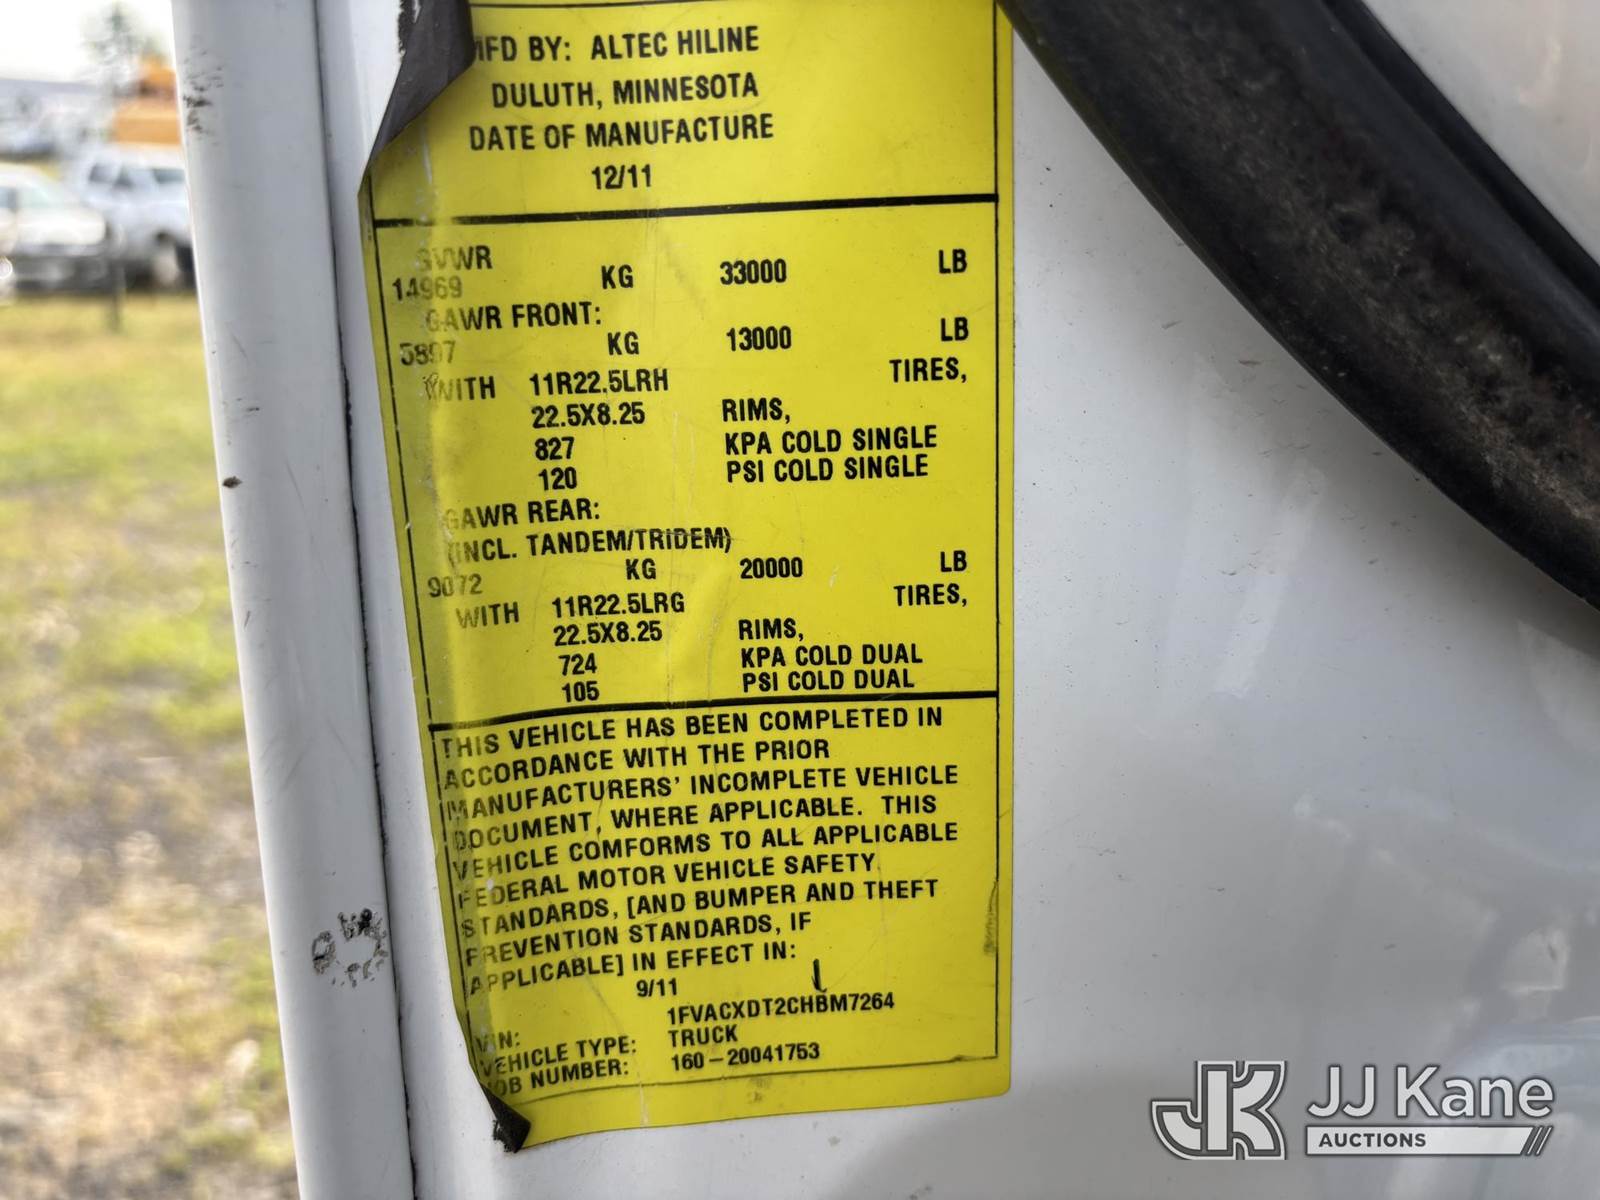 MFD BY: ALTEC HILINE
DULUTH, MINNESOTA
DATE OF MANUFACTURE
12/11
GVWR
14969 KG 33000 LB
GAWR FRONT:
5897 KG 13000 LB
WITH 11R22.5LRH TIRES,
22.5X8.25 RIMS,
827 KPA COLD SINGLE
120 PSI COLD SINGLE
GAWR REAR:
(INCL. TANDEM/TRIDEM)
9072 KG 20000 LB
WITH 11R22.5LRG TIRES,
22.5X8.25 RIMS,
724 KPA COLD DUAL
105 PSI COLD DUAL
THIS VEHICLE HAS BEEN COMPLETED IN
ACCORDANCE WITH THE PRIOR
MANUFACTURERS' INCOMPLETE VEHICLE
DOCUMENT, WHERE APPLICABLE. THIS
VEHICLE COMFORMS TO ALL APPLICABLE
FEDERAL MOTOR VEHICLE SAFETY
STANDARDS, [AND BUMPER AND THEFT
PREVENTION STANDARDS, IF
APPLICABLE] IN EFFECT IN:
9/11
VIN: 1FVACXDT2CHBM7264
VEHICLE TYPE: TRUCK
JOB NUMBER: 160-20041753
JK JJ Kane
AUCTIONS